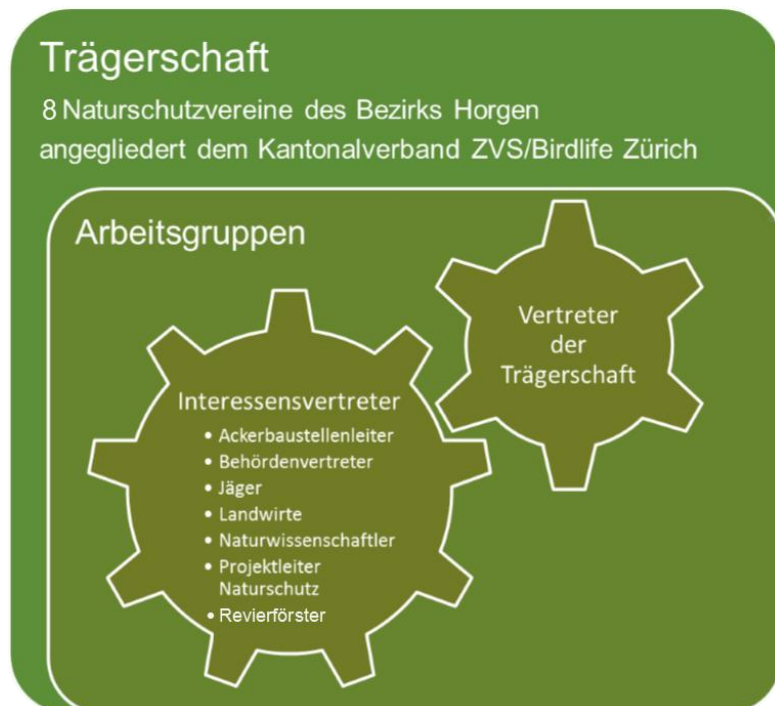 Trägerschaft
8 Naturschutzvereine des Bezirks Horgen
angegliedert dem Kantonalverband ZVS/Birdlife Zürich
Arbeitsgruppen
Vertreter
der
Trägerschaft
Interessensvertreter
• Ackerbaustellenleiter
• Behördenvertreter
• Jäger
• Landwirte
• Naturwissenschaftler
• Projektleiter
Naturschutz
• Revierförster